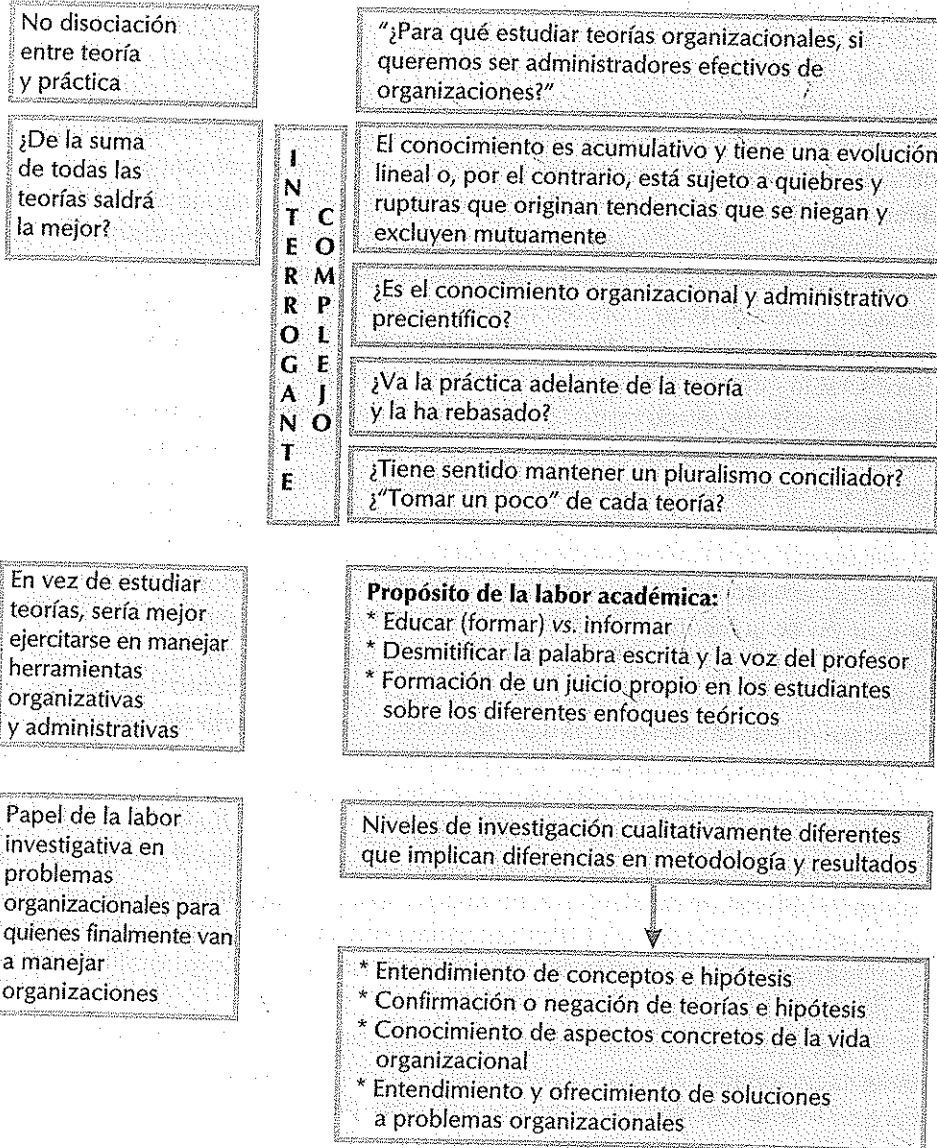 No disociación
entre teoría
y práctica
"¿Para qué estudiar teorías organizacionales, si
queremos ser administradores efectivos de
organizaciones?"
¿De la suma
de todas las
teorías saldrá
la mejor?
INTERROGANTE
COMPLEJO
El conocimiento es acumulativo y tiene una evolución
lineal o, por el contrario, está sujeto a quiebres y
rupturas que originan tendencias que se niegan y
excluyen mutuamente
¿Es el conocimiento organizacional y administrativo
precientífico?
¿Va la práctica adelante de la teoría
y la ha rebasado?
¿Tiene sentido mantener un pluralismo conciliador?
¿"Tomar un poco" de cada teoría?
En vez de estudiar
teorías, sería mejor
ejercitarse en manejar
herramientas
organizativas
y administrativas
Propósito de la labor académica:
* Educar (formar) vs. informar
* Desmitificar la palabra escrita y la voz del profesor
* Formación de un juicio propio en los estudiantes
sobre los diferentes enfoques teóricos
Papel de la labor
investigativa en
problemas
organizacionales para
quienes finalmente van
a manejar
organizaciones
Niveles de investigación cualitativamente diferentes
que implican diferencias en metodología y resultados
* Entendimiento de conceptos e hipótesis
* Confirmación o negación de teorías e hipótesis
* Conocimiento de aspectos concretos de la vida
organizacional
* Entendimiento y ofrecimiento de soluciones
a problemas organizacionales